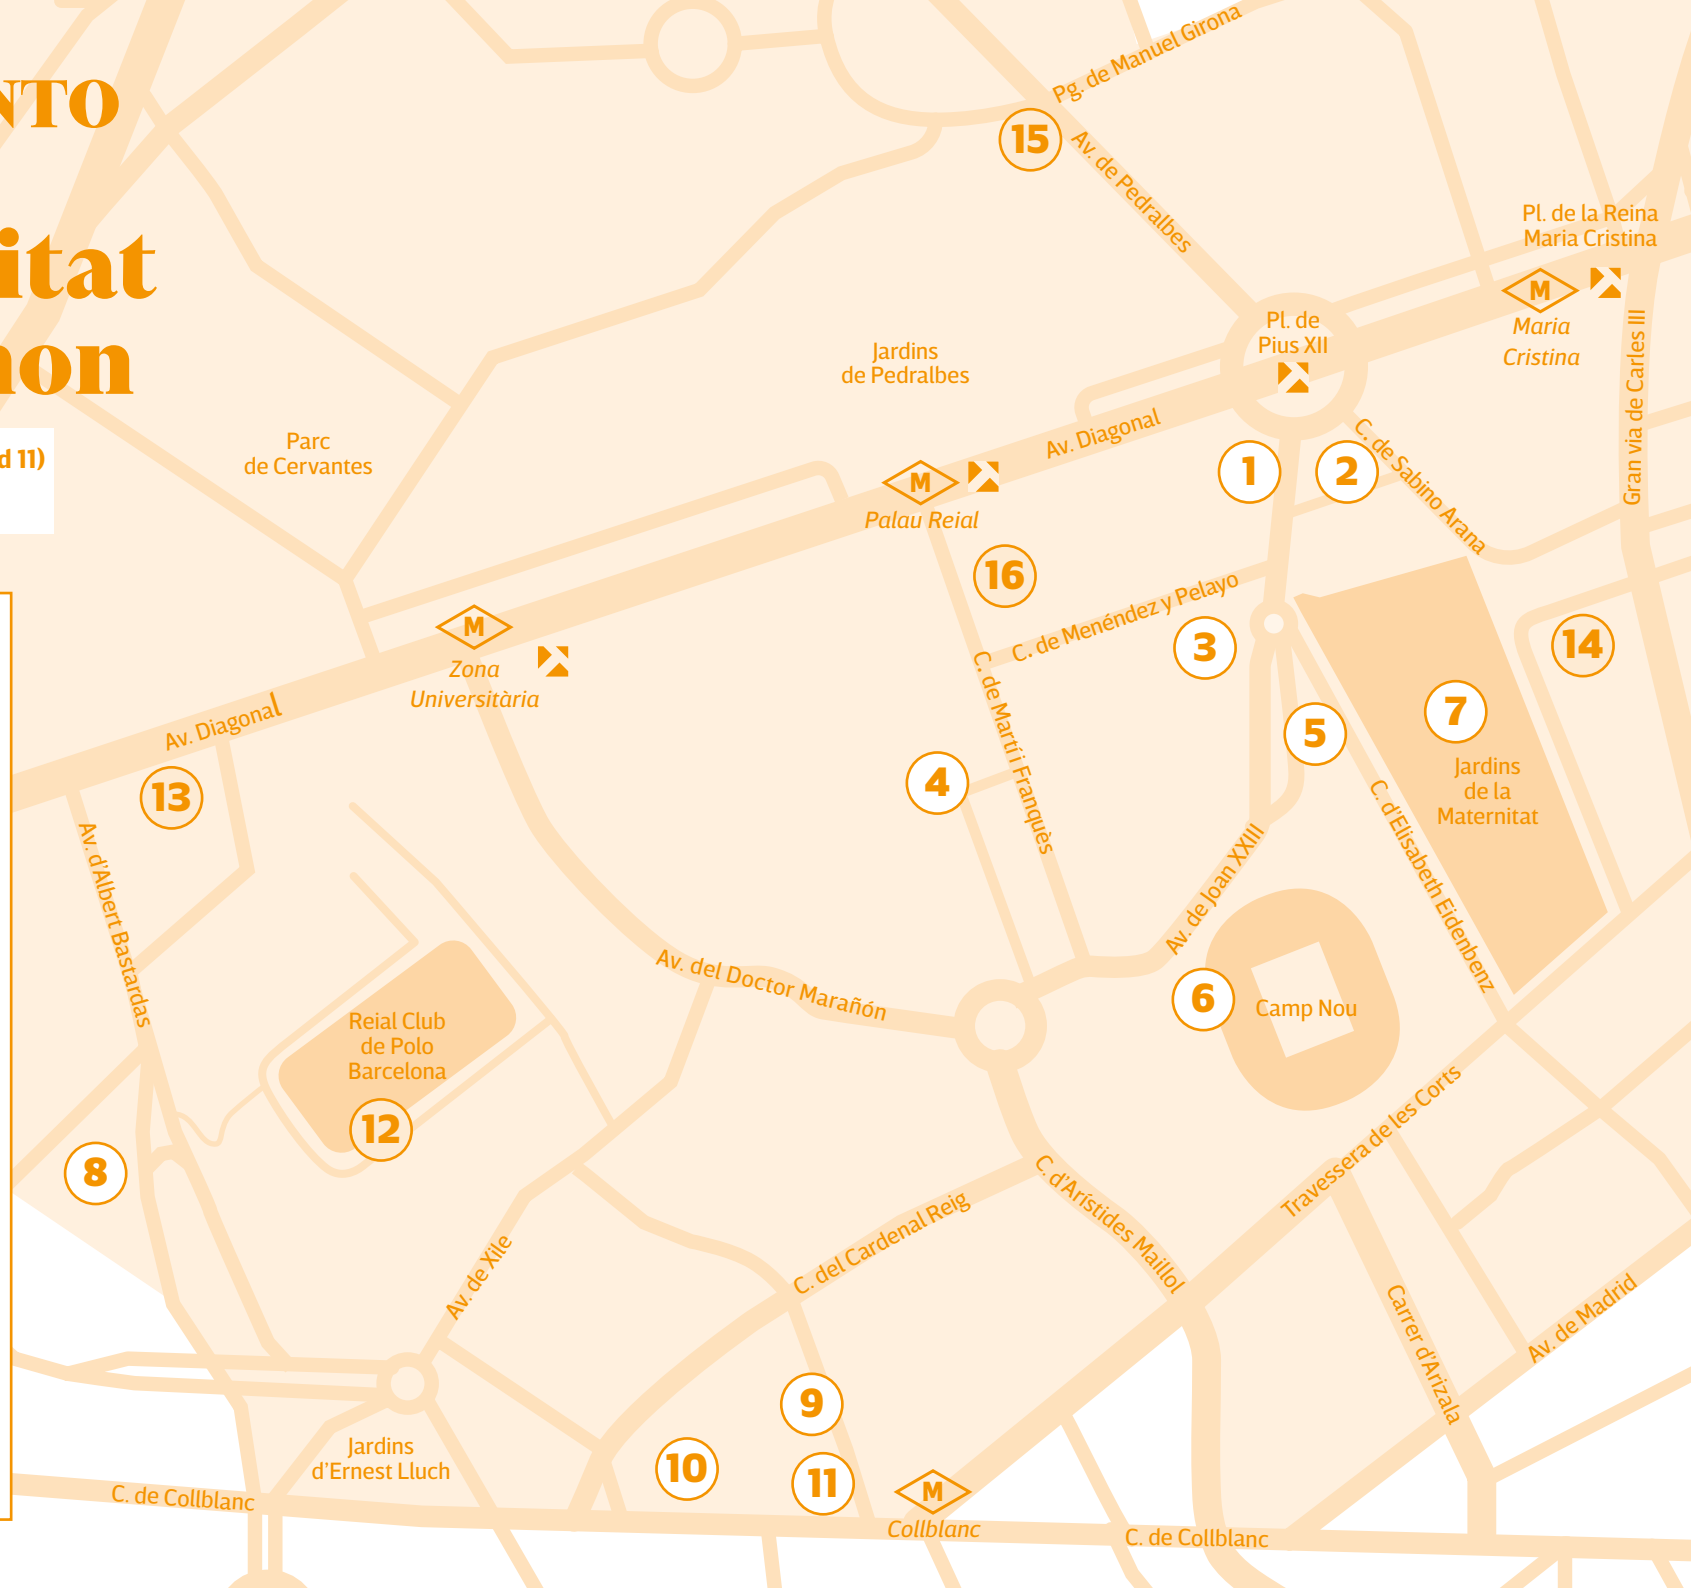 NTO
itat
non
d 11)
Pg. de Manuel Girona
15
Av. de Pedralbes
Pl. de la Reina
Maria Cristina
M
Maria
Cristina
Pl. de
Pius XII
Gran via de Carles III
Jardins
de Pedralbes
Av. Diagonal
Parc
de Cervantes
M
Palau Reial
1
2
C. de Sabino Arana
16
C. de Menéndez y Pelayo
3
14
M
Zona
Universitària
Av. Diagonal
13
C. de Martí i Franquès
4
5
7
Jardins
de la
Maternitat
C. d'Elisabeth Eidenbenz
Av. de Joan XXIII
Av. d'Albert Bastardas
Av. del Doctor Marañón
6
Camp Nou
Reial Club
de Polo
Barcelona
12
8
Travessera de les Corts
C. d'Arístides Maillol
C. del Cardenal Reig
Av. de Xile
Carrer d'Arizala
Av. de Madrid
9
10
11
Jardins
d'Ernest Lluch
C. de Collblanc
M
Collblanc
C. de Collblanc